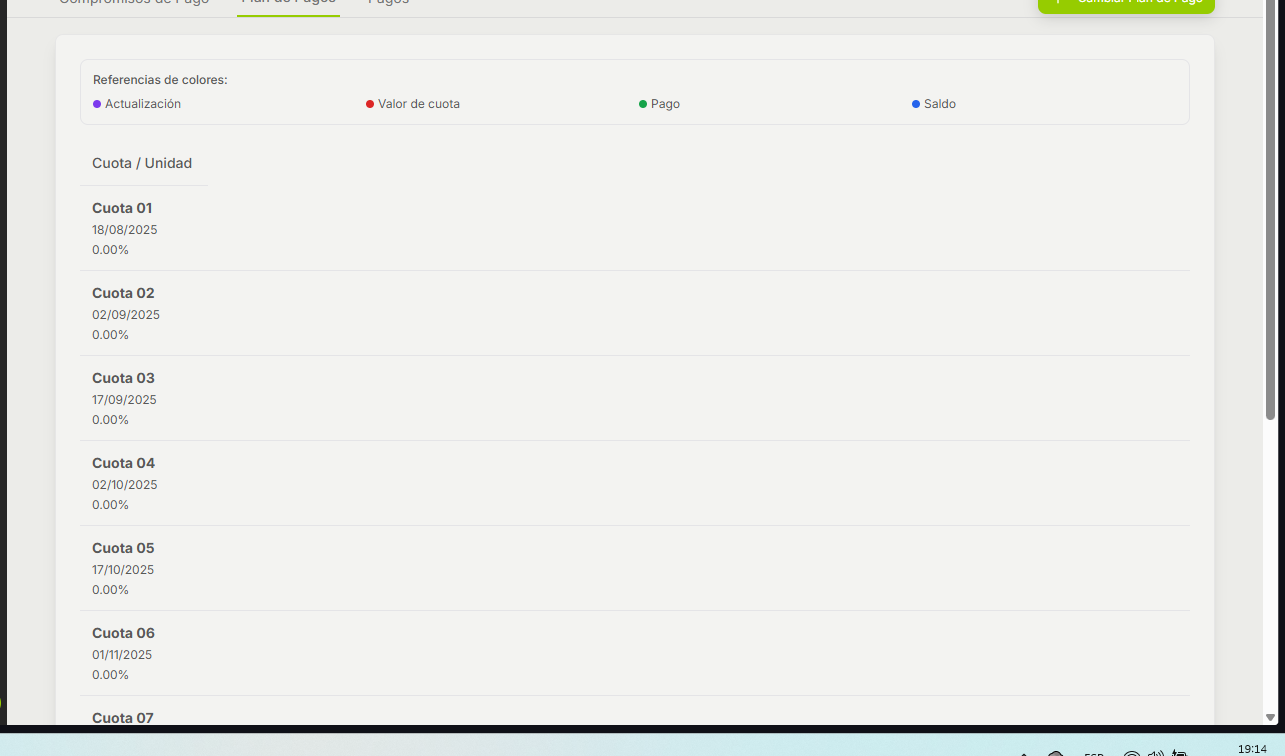 Compromisos de Pago Plan de Pagos Pagos
Cambiar Plan de Pago
Referencias de colores:
Actualización Valor de cuota Pago Saldo
Cuota / Unidad
Cuota 01
18/08/2025
0.00%
Cuota 02
02/09/2025
0.00%
Cuota 03
17/09/2025
0.00%
Cuota 04
02/10/2025
0.00%
Cuota 05
17/10/2025
0.00%
Cuota 06
01/11/2025
0.00%
Cuota 07
19:14